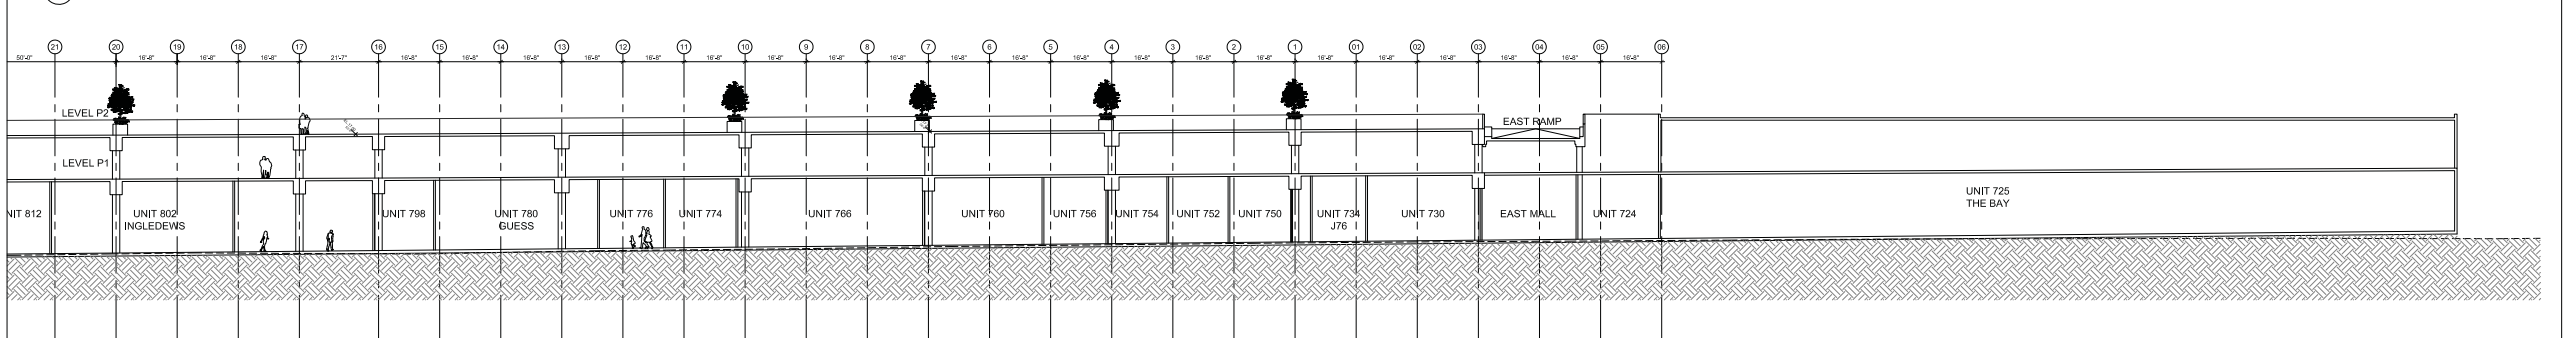 21 20 19 18 17 16 15 14 13 12 11 10 9 8 7 6 5 4 3 2 1 01 02 03 04 05 06
50'-0" 16'-8" 16'-8" 16'-8" 21'-7" 16'-8" 16'-8" 16'-8" 16'-8" 16'-8" 16'-8" 16'-8" 16'-8" 16'-8" 16'-8" 16'-8" 16'-8" 16'-8" 16'-8" 16'-8" 16'-8" 16'-8" 16'-8" 16'-8" 16'-8" 16'-8"
LEVEL P2
EAST RAMP
LEVEL P1
NIT 812
UNIT 802
INGLEDEWS
UNIT 798
UNIT 780
GUESS
UNIT 776
UNIT 774
UNIT 766
UNIT 760
UNIT 756
UNIT 754
UNIT 752
UNIT 750
UNIT 734
J76
UNIT 730
EAST MALL
UNIT 724
UNIT 725
THE BAY